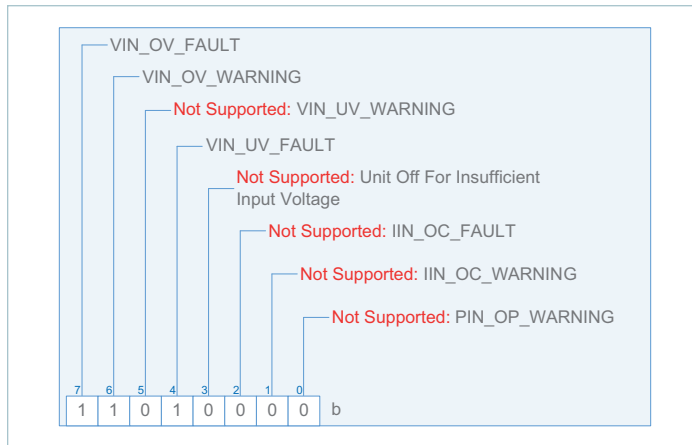 VIN_OV_FAULT
VIN_OV_WARNING
Not Supported: VIN_UV_WARNING
VIN_UV_FAULT
Not Supported: Unit Off For Insufficient
Input Voltage
Not Supported: IIN_OC_FAULT
Not Supported: IIN_OC_WARNING
Not Supported: PIN_OP_WARNING
7 6 5 4 3 2 1 0
1 1 0 1 0 0 0 0 b